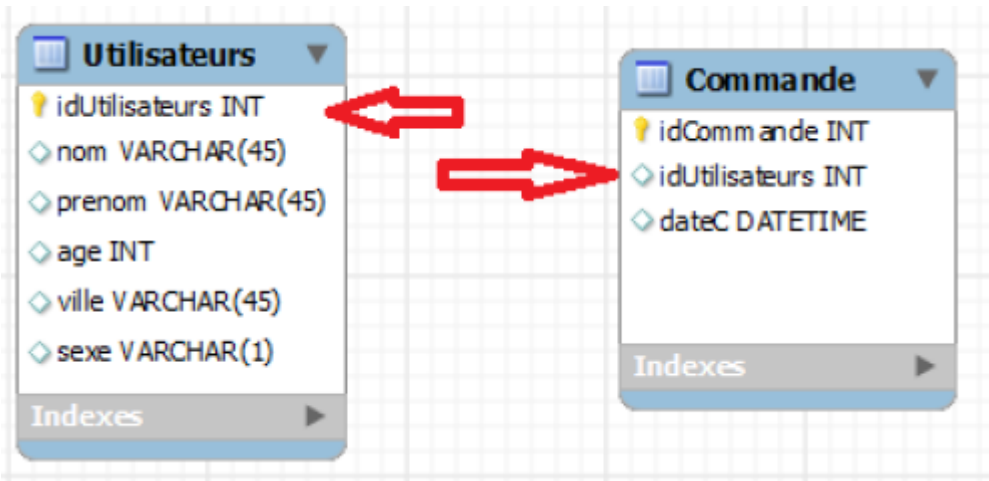 Utilisateurs
idUtilisateurs INT
nom VARCHAR(45)
prenom VARCHAR(45)
age INT
ville VARCHAR(45)
sexe VARCHAR(1)
Indexes
Commande
idCommande INT
idUtilisateurs INT
dateC DATETIME
Indexes